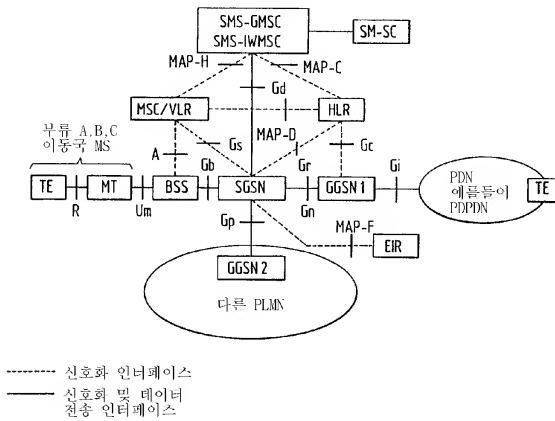 SMS-GMSC
SMS-IWMSC
SM-SC
MAP-H
MAP-C
Gd
MSC/VLR
HLR
부류 A,B,C
이동국 MS
A
Gs
MAP-D
Gr
Gc
Gb
TE
MT
BSS
SGSN
GGSN 1
Gi
PDN
예를들어
PDPDN
TE
R
Um
Gn
Gp
MAP-F
EIR
GGSN 2
다른 PLMN
신호화 인터페이스
신호화 및 데이터
전송 인터페이스